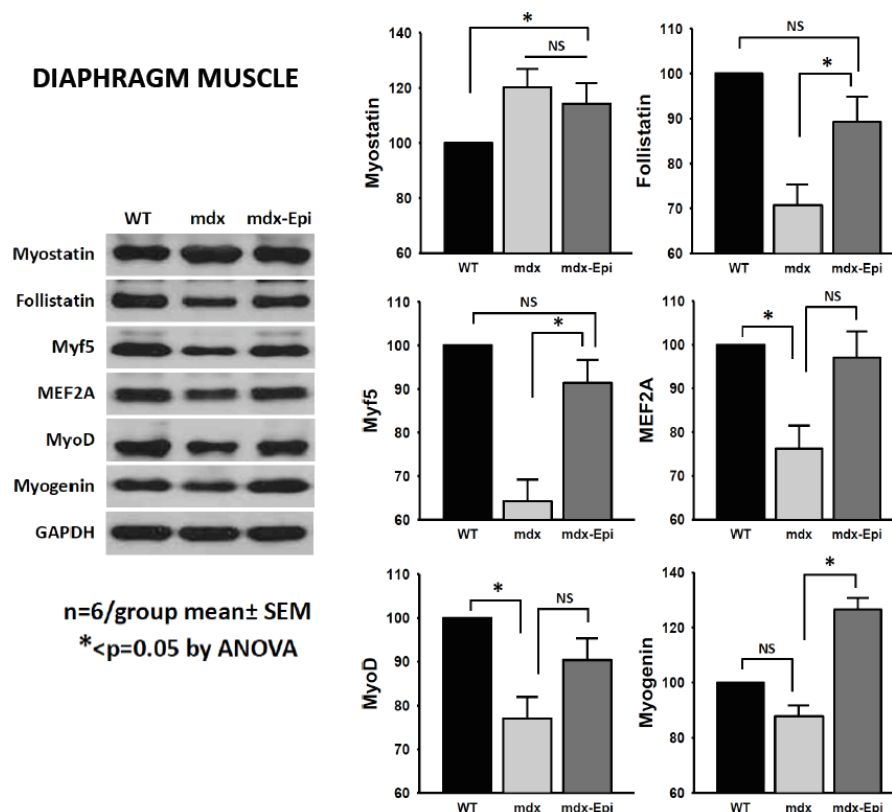 DIAPHRAGM MUSCLE
WT mdx mdx-Epi
Myostatin
Follistatin
Myf5
MEF2A
MyoD
Myogenin
GAPDH
n=6/group mean± SEM
*<p=0.05 by ANOVA
*
NS
Myostatin
120
100
80
60
WT mdx mdx-Epi
NS
*
Follistatin
100
90
80
70
60
WT mdx mdx-Epi
NS
*
Myf5
110
100
90
80
70
60
WT mdx mdx-Epi
NS
*
MEF2A
110
100
90
80
70
60
WT mdx mdx-Epi
*
NS
MyoD
110
100
90
80
70
60
WT mdx mdx-Epi
*
NS
Myogenin
140
120
100
80
60
WT mdx mdx-Epi